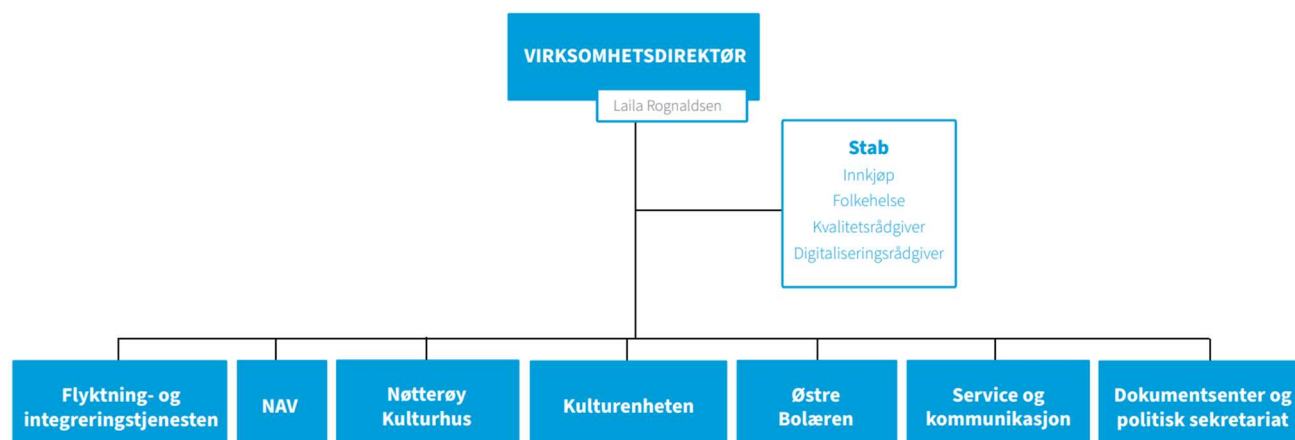 VIRKSOMHETSDIREKTØR
Laila Rognaldsen
Stab
Innkjøp
Folkehelse
Kvalitetsrådgiver
Digitaliseringsrådgiver
Flyktning- og
integreringstjenesten
NAV
Nøtterøy
Kulturhus
Kulturenheten
Østre
Bolæren
Service og
kommunikasjon
Dokumentsenter og
politisk sekretariat